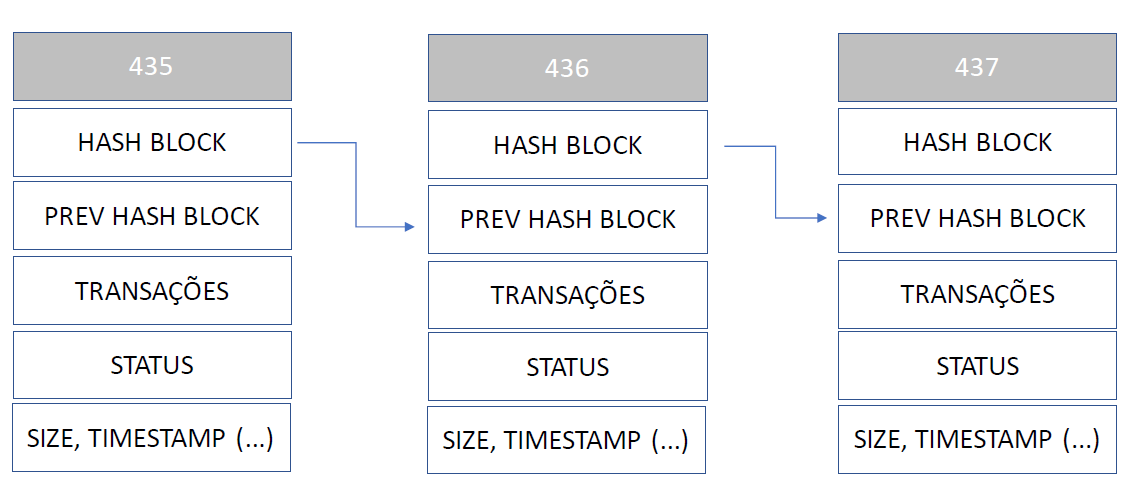 435
HASH BLOCK
PREV HASH BLOCK
TRANSAÇÕES
STATUS
SIZE, TIMESTAMP (...)
436
HASH BLOCK
PREV HASH BLOCK
TRANSAÇÕES
STATUS
SIZE, TIMESTAMP (...)
437
HASH BLOCK
PREV HASH BLOCK
TRANSAÇÕES
STATUS
SIZE, TIMESTAMP (...)